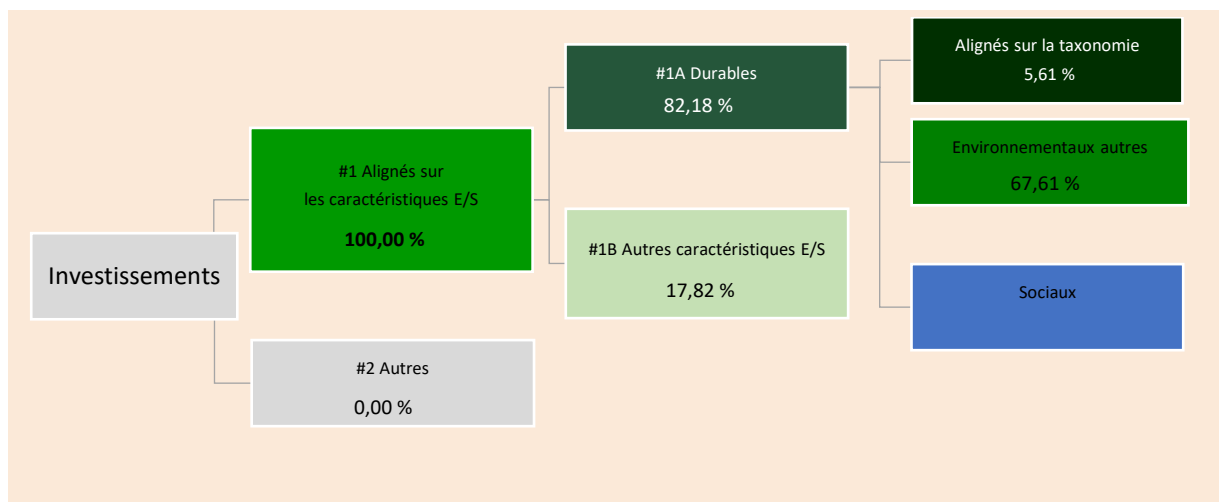 Investissements
#1 Alignés sur
les caractéristiques E/S
100,00 %
#2 Autres
0,00 %
#1A Durables
82,18 %
#1B Autres caractéristiques E/S
17,82 %
Alignés sur la taxonomie
5,61 %
Environnementaux autres
67,61 %
Sociaux